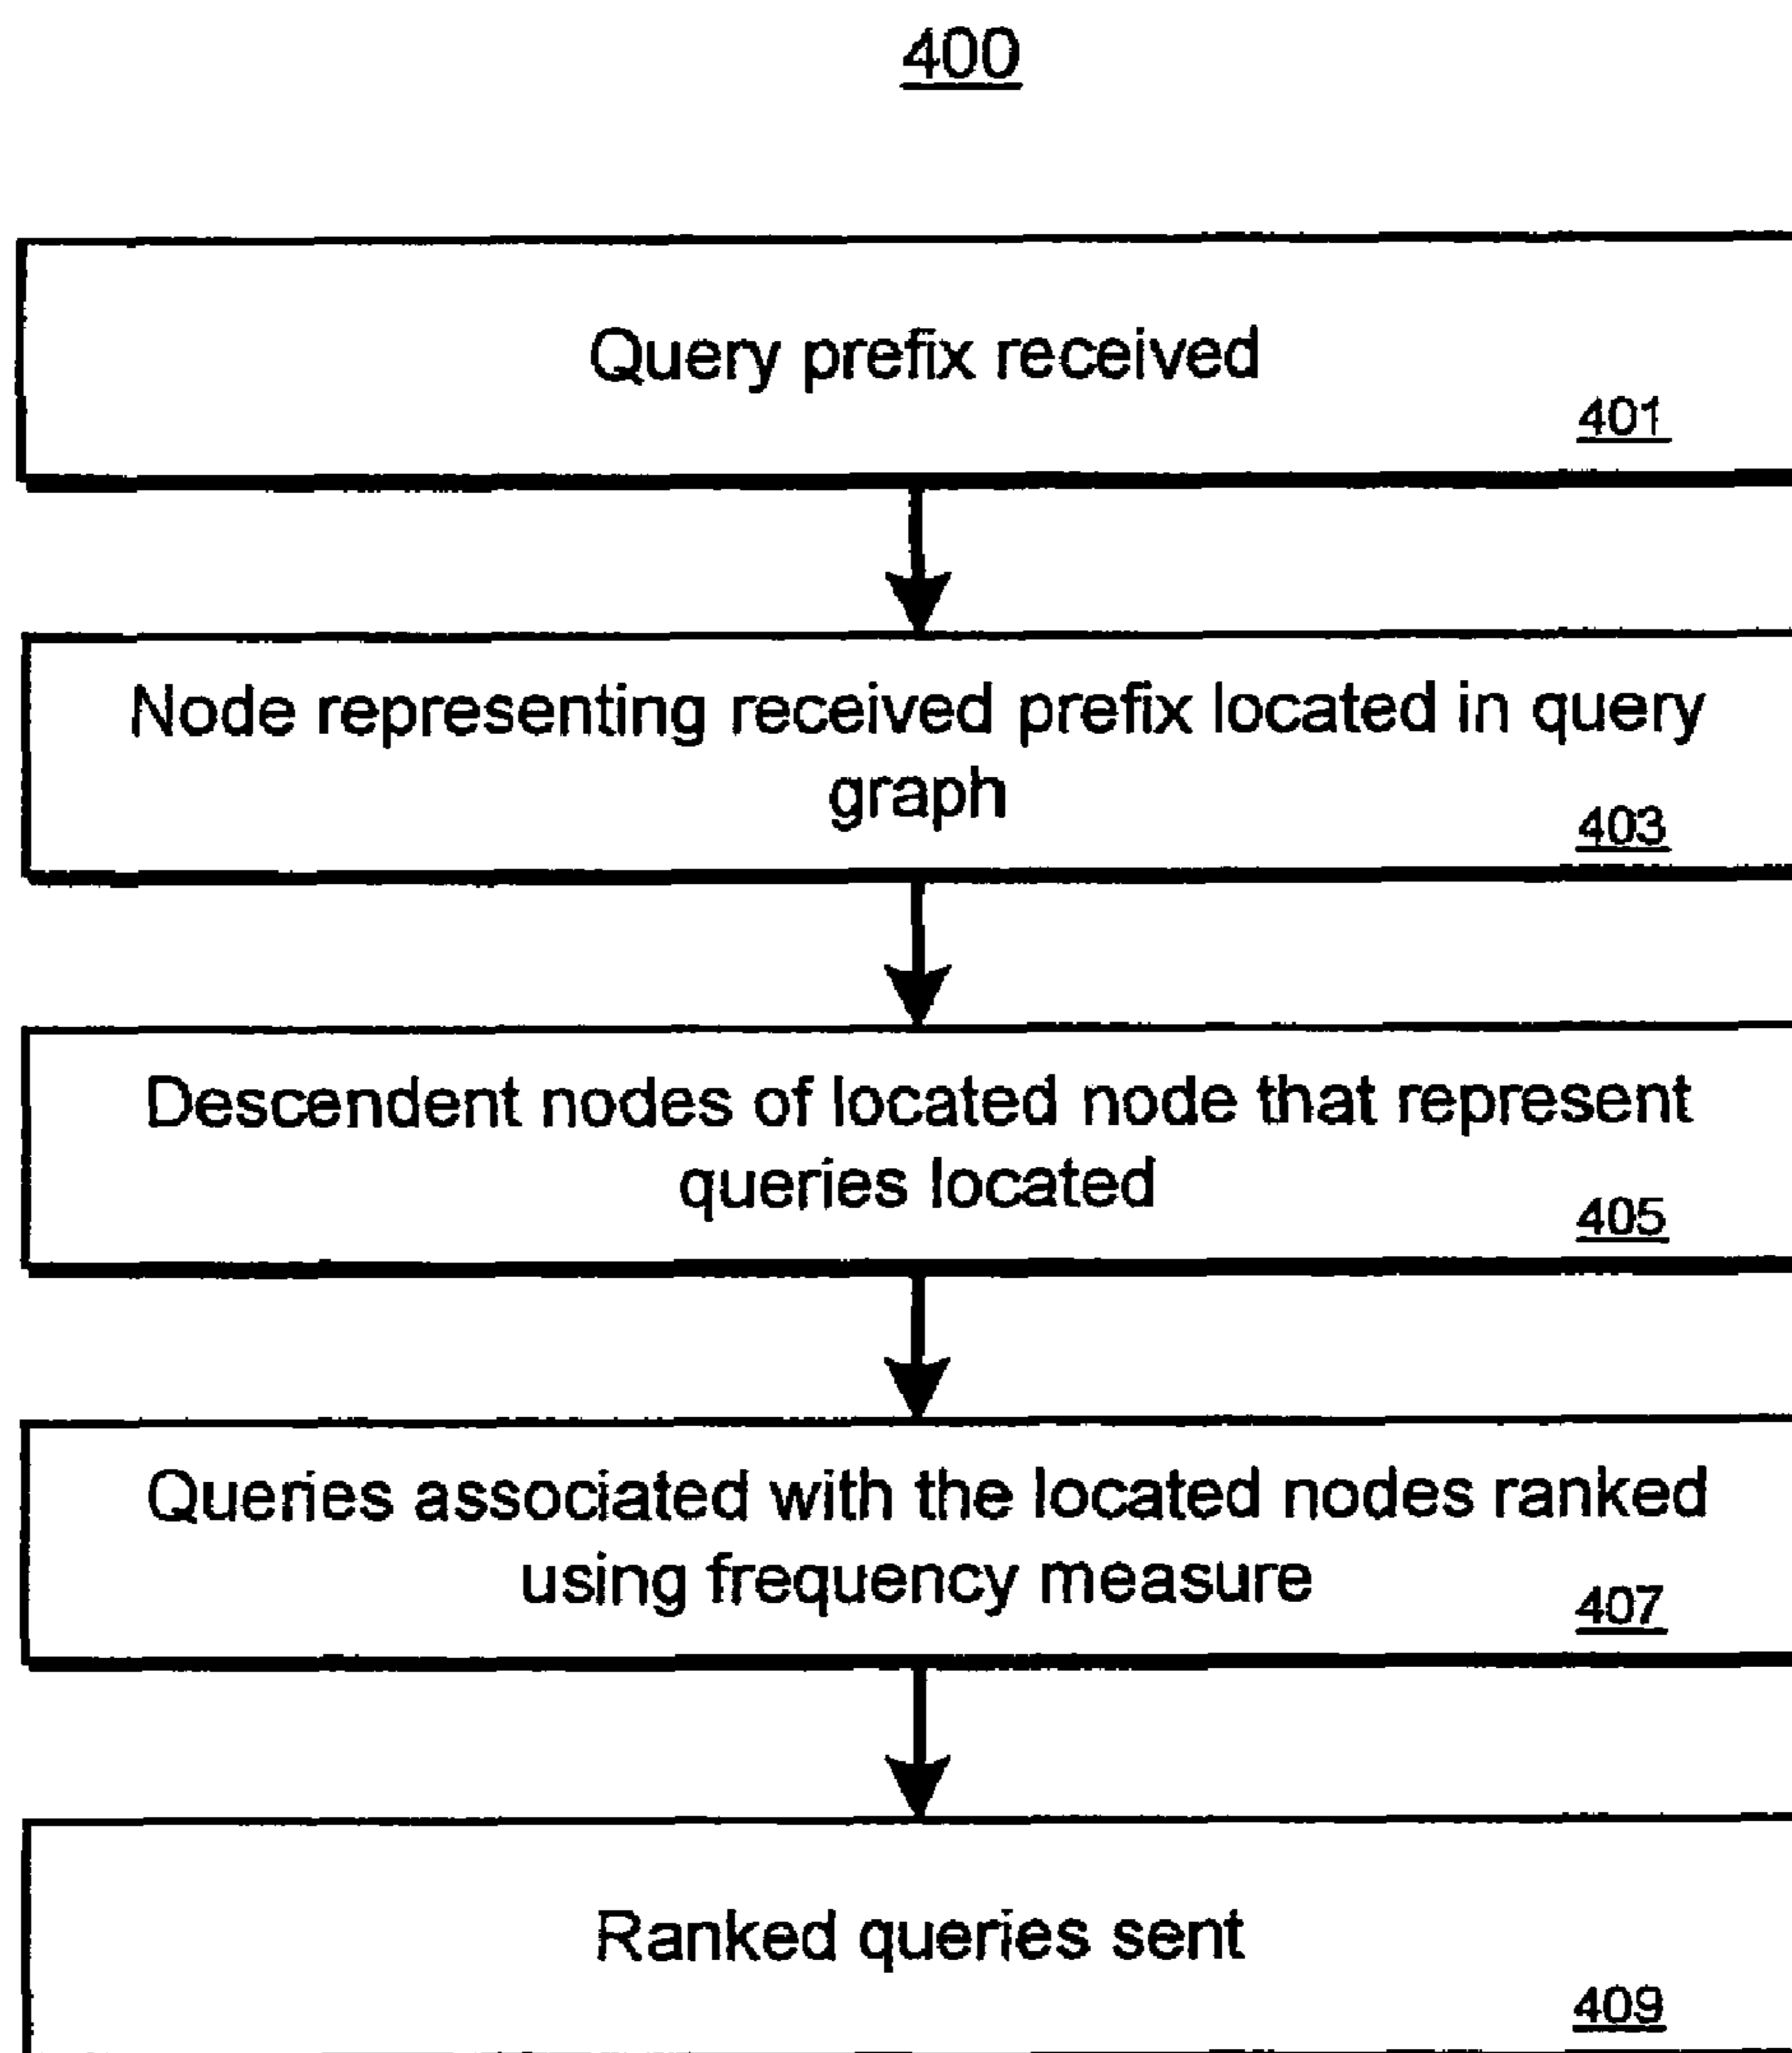 400
Query prefix received
401
Node representing received prefix located in query
graph
403
Descendent nodes of located node that represent
queries located
405
Queries associated with the located nodes ranked
using frequency measure
407
Ranked queries sent
409